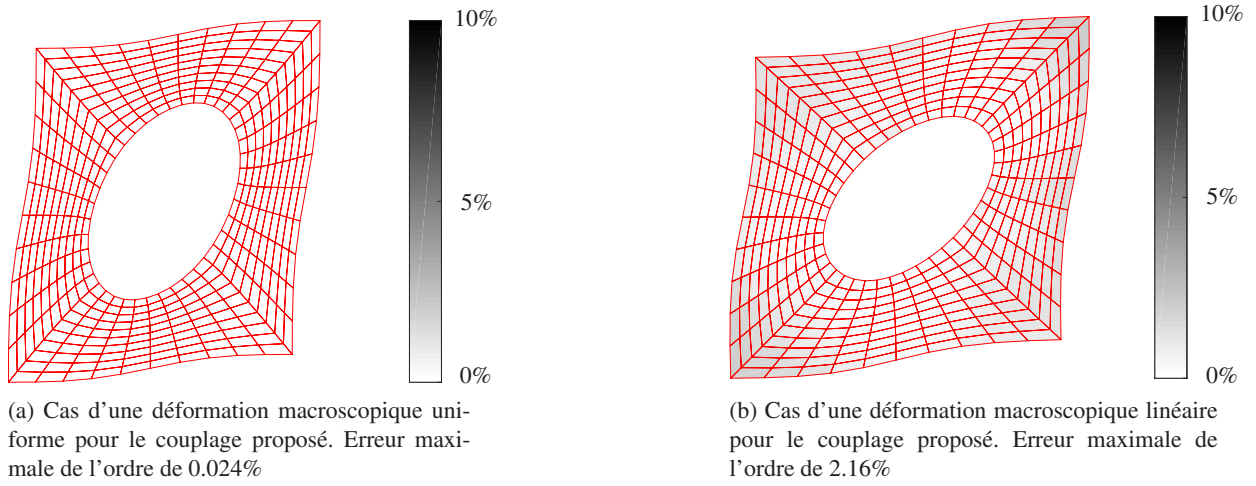 10%
5%
0%
(a) Cas d'une déformation macroscopique uni-
forme pour le couplage proposé. Erreur maxi-
male de l'ordre de 0.024%
10%
5%
0%
(b) Cas d'une déformation macroscopique linéaire
pour le couplage proposé. Erreur maximale de
l'ordre de 2.16%